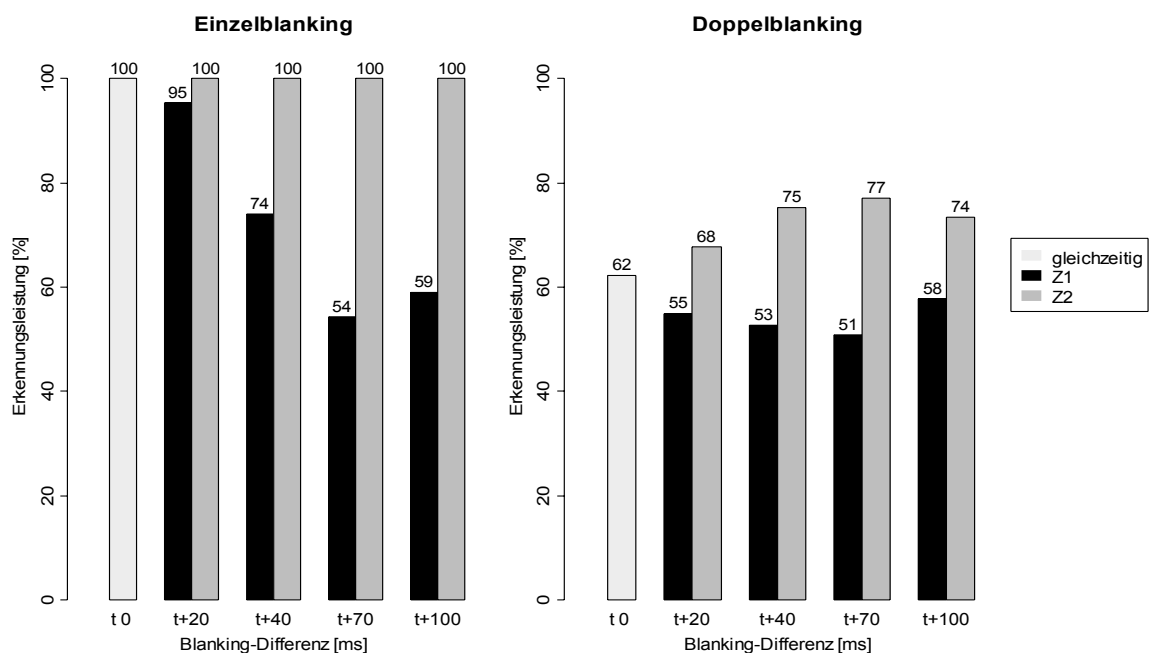 Einzelblanking
Erkennungsleistung [%]
0
20
40
60
80
100
100
95
100
74
100
54
100
59
100
t 0
t+20
t+40
t+70
t+100
Blanking-Differenz [ms]
Doppelblanking
Erkennungsleistung [%]
0
20
40
60
80
100
62
55
68
53
75
51
77
58
74
t 0
t+20
t+40
t+70
t+100
Blanking-Differenz [ms]
gleichzeitig
Z1
Z2